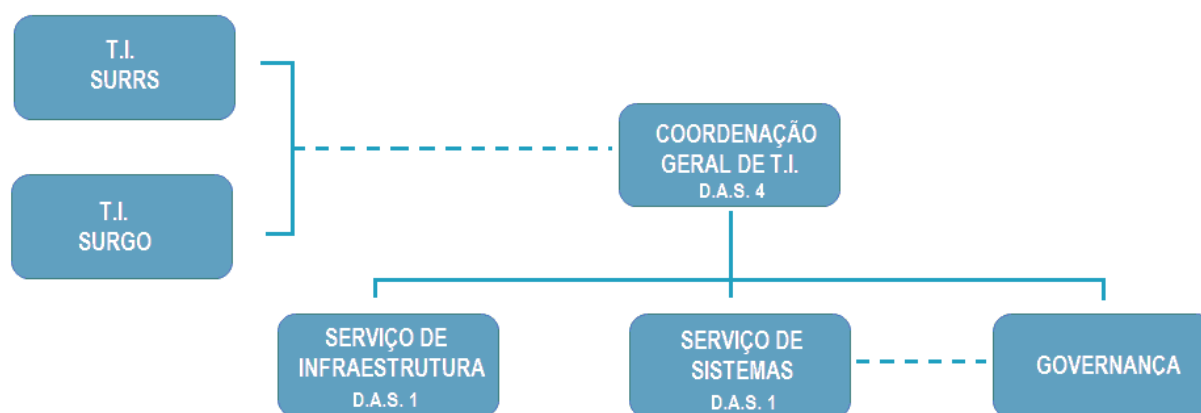 T.I.
SURRS
T.I.
SURGO
COORDENAÇÃO
GERAL DE T.I.
D.A.S. 4
SERVIÇO DE
INFRAESTRUTURA
D.A.S. 1
SERVIÇO DE
SISTEMAS
D.A.S. 1
GOVERNANÇA